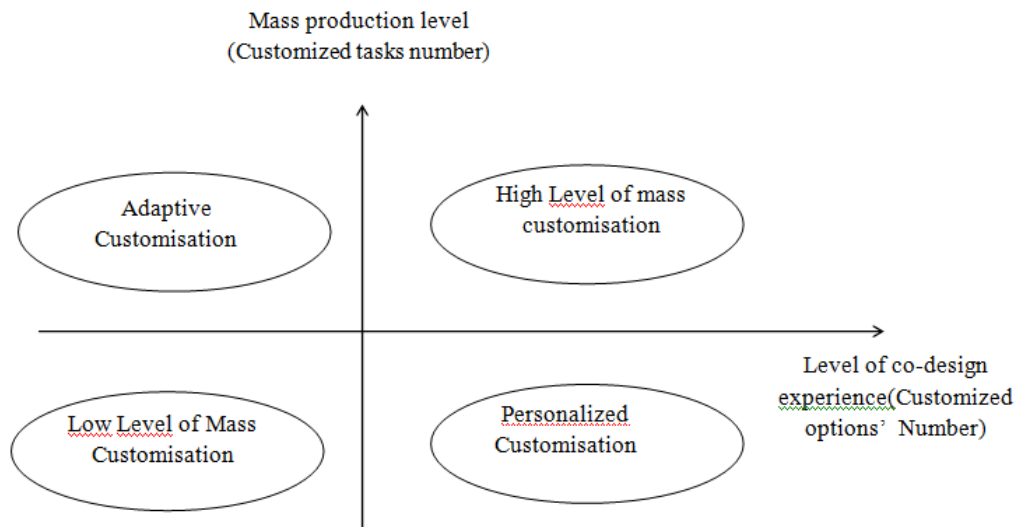 Mass production level
(Customized tasks number)
Adaptive
Customisation
High Level of mass
customisation
Level of co-design
experience(Customized
options’ Number)
Low Level of Mass
Customisation
Personalized
Customisation